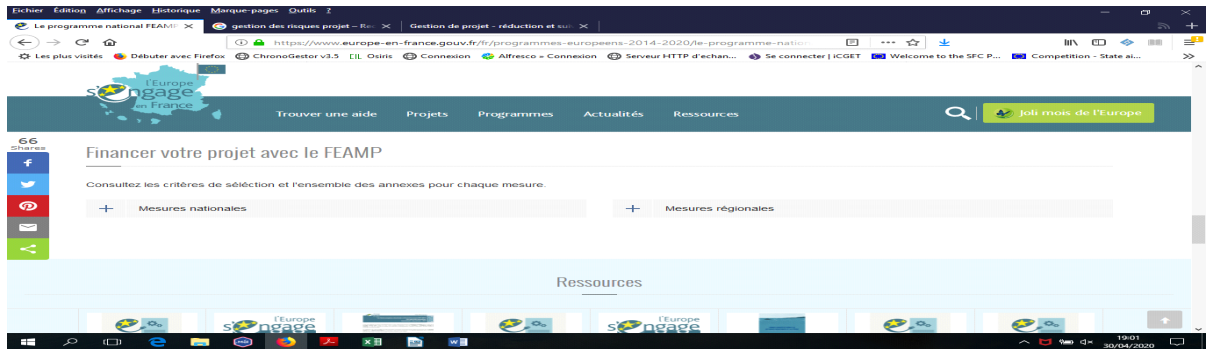 Fichier Édition Affichage Historique Marque-pages Outils ?
Le programme national FEAM
gestion des risques projet – Re
Gestion de projet - réduction et su
https://www.europe-en-france.gouv.fr/fr/programmes-europeens-2014-2020/le-programme-natio
Les plus visités Débuter avec Firefox ChronoGestor v3.5 Osiris Connexion Alfresco » Connexion Serveur HTTP d'echan... Se connecter | iCGET Welcome to the SFC P... Competition - State ai...
l'Europe
s'engage
en France
Trouver une aide Projets Programmes Actualités Ressources
Joli mois de l'Europe
66
Shares
Financer votre projet avec le FEAMP
Consultez les critères de séléction et l'ensemble des annexes pour chaque mesure.
+ Mesures nationales
+ Mesures régionales
Ressources
l'Europe
s'engage
l'Europe
s'engage
19:01
30/04/2020